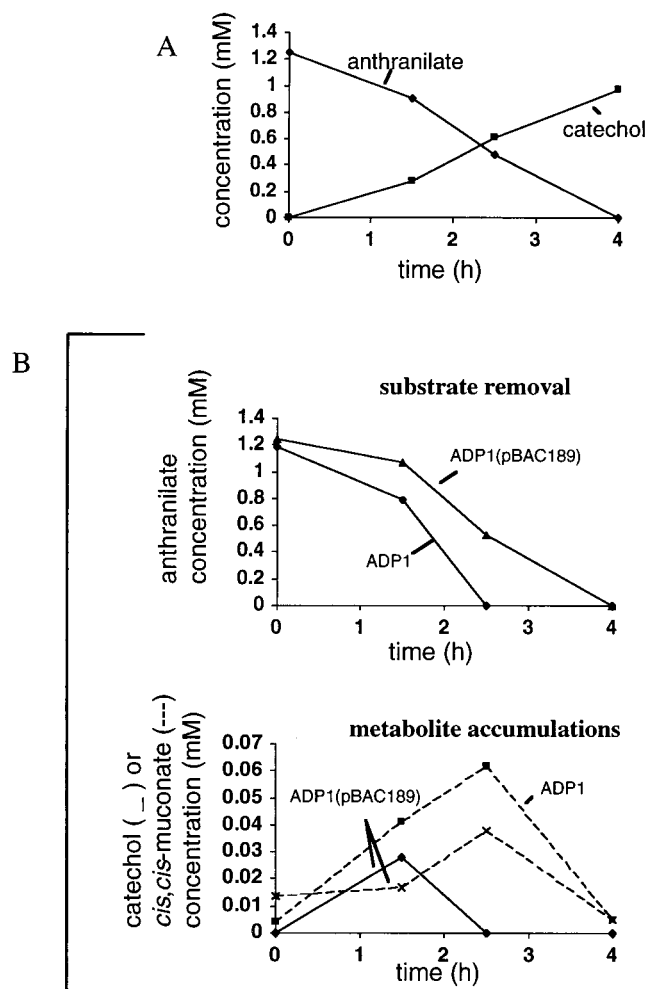 A
concentration (mM)
1.4
1.2
1
0.8
0.6
0.4
0.2
0
anthranilate
catechol
0 1 2 3 4
time (h)
B
substrate removal
anthranilate
concentration (mM)
1.4
1.2
1
0.8
0.6
0.4
0.2
0
ADP1(pBAC189)
ADP1
0 1 2 3 4
time (h)
metabolite accumulations
catechol ( _ ) or
cis,cis-muconate (---)
concentration (mM)
0.07
0.06
0.05
0.04
0.03
0.02
0.01
0
ADP1(pBAC189)
ADP1
0 1 2 3 4
time (h)